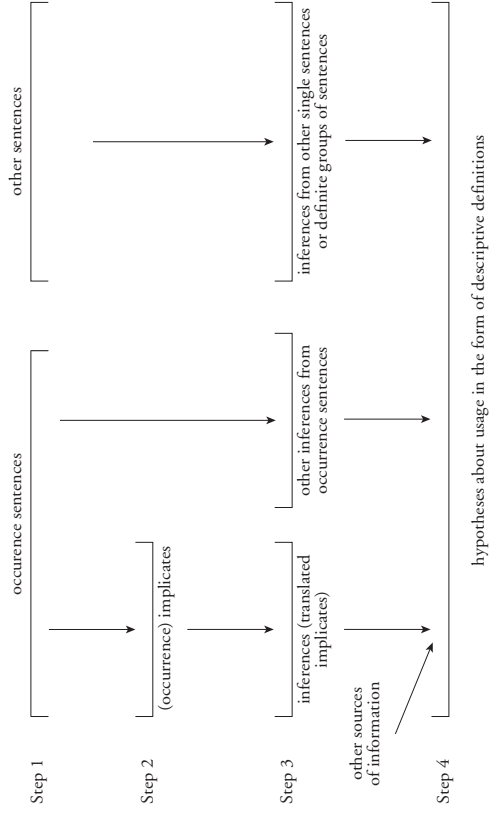 occurence sentences
other sentences
Step 1
Step 2
(occurrence) implicates
Step 3
inferences (translated
implicates)
other inferences from
occurrence sentences
inferences from other single sentences
or definite groups of sentences
other sources
of information
Step 4
hypotheses about usage in the form of descriptive definitions